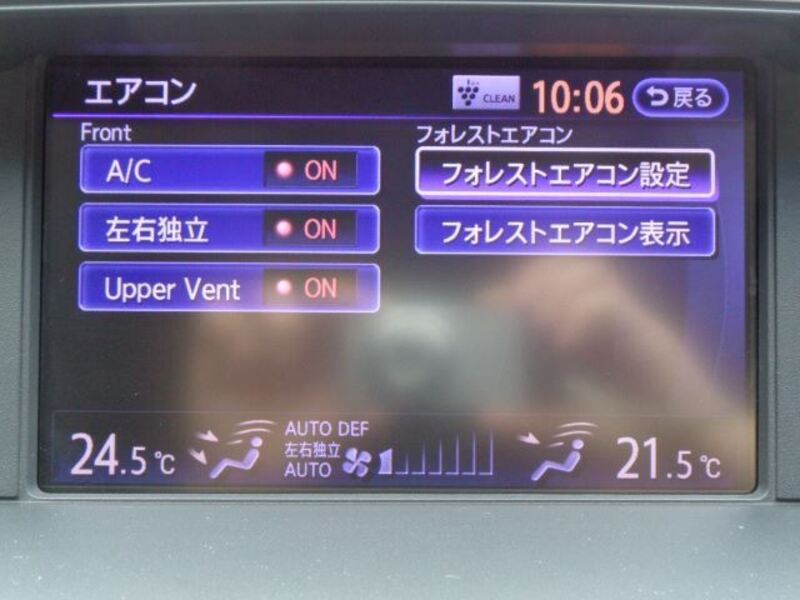 エアコン
CLEAN 10:06 戻る
Front
フォレストエアコン
A/C ON
フォレストエアコン設定
左右独立 ON
フォレストエアコン表示
Upper Vent ON
AUTO DEF
左右独立
AUTO
24.5℃
21.5℃